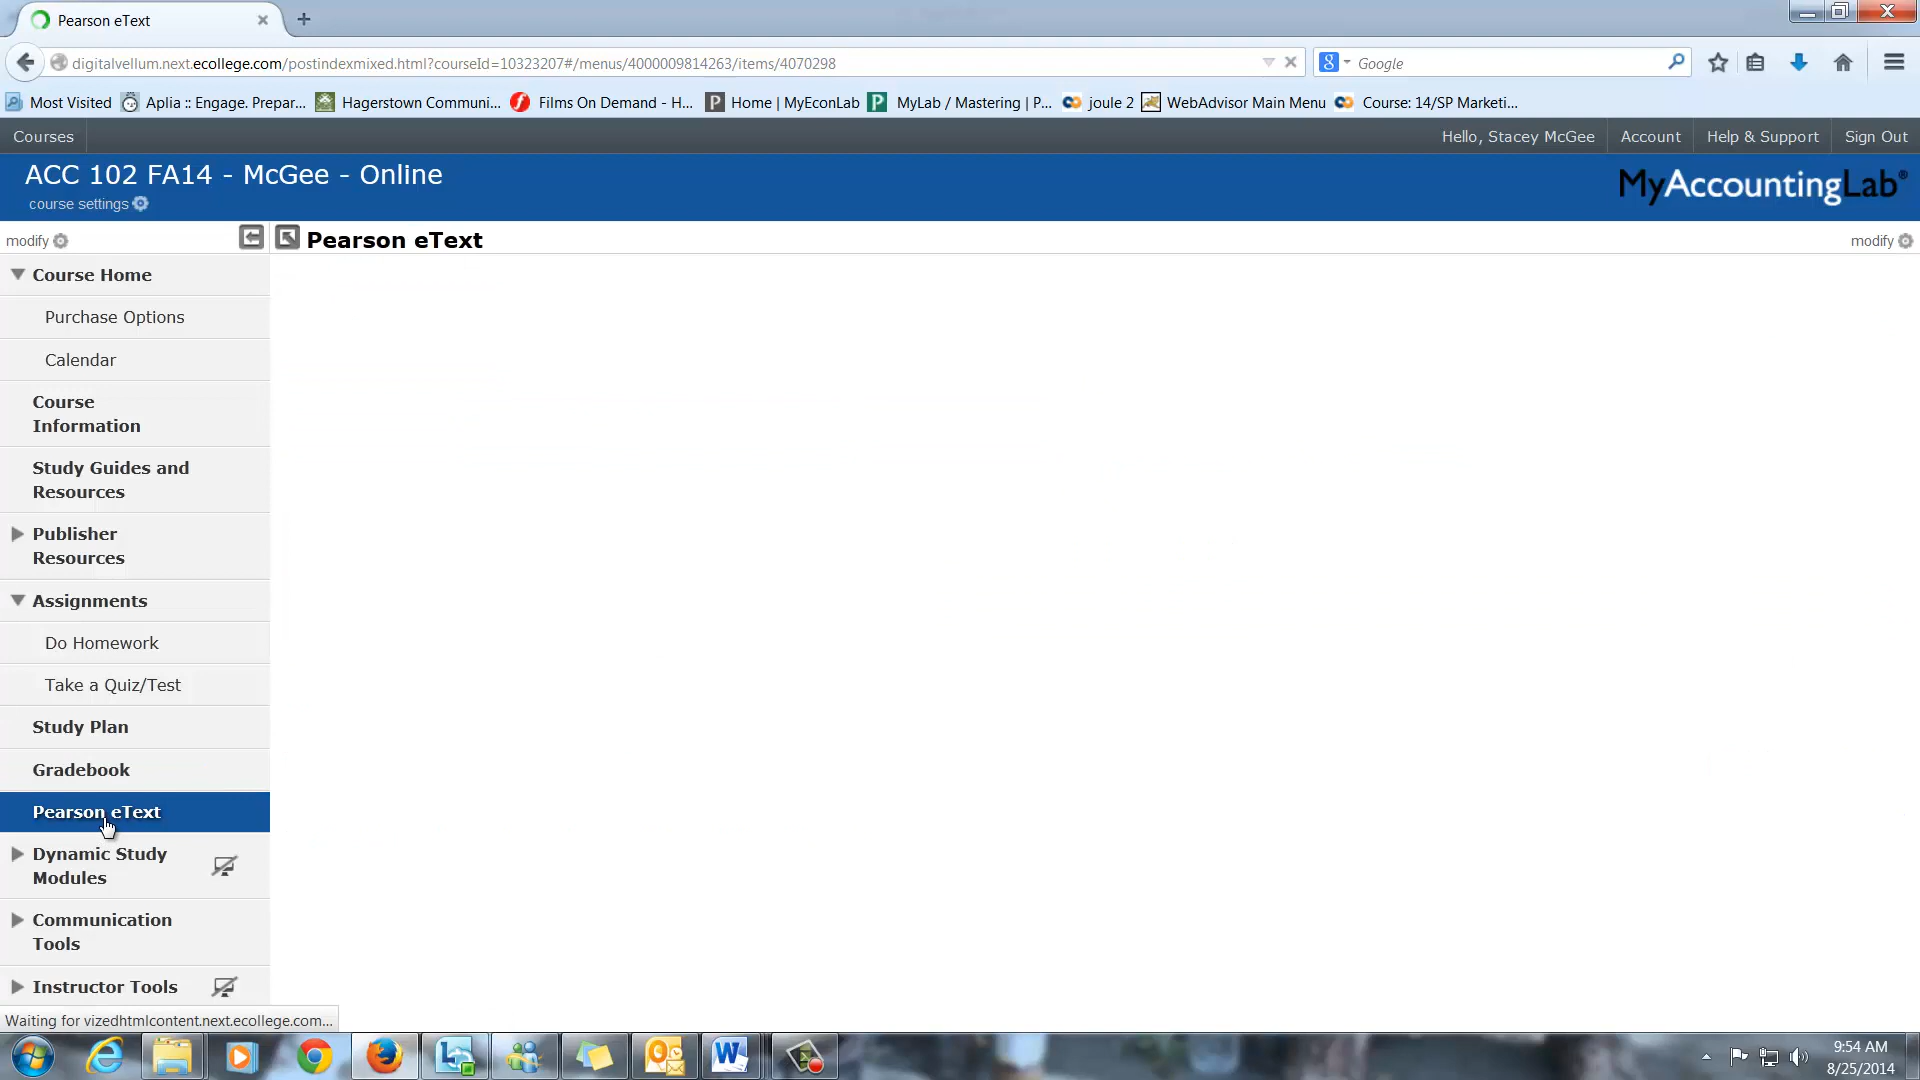 Pearson eText
digitalvellum.next.ecollege.com/postindexmixed.html?courseId=10323207#/menus/4000009814263/items/4070298
Google
Most Visited
Aplia :: Engage. Prepar...
Hagerstown Communi...
Films On Demand - H...
Home | MyEconLab
MyLab / Mastering | P...
joule 2
WebAdvisor Main Menu
Course: 14/SP Marketi...
Courses
Hello, Stacey McGee
Account
Help & Support
Sign Out
ACC 102 FA14 - McGee - Online
MyAccountingLab®
course settings
modify
Pearson eText
modify
Course Home
Purchase Options
Calendar
Course
Information
Study Guides and
Resources
Publisher
Resources
Assignments
Do Homework
Take a Quiz/Test
Study Plan
Gradebook
Pearson eText
Dynamic Study
Modules
Communication
Tools
Instructor Tools
Waiting for vizedhtmlcontent.next.ecollege.com...
9:54 AM
8/25/2014